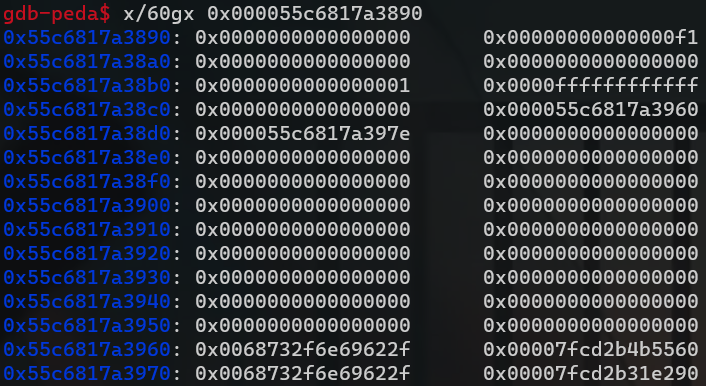 gdb-peda$ x/60gx 0x000055c6817a3890
0x55c6817a3890: 0x0000000000000000 0x00000000000000f1
0x55c6817a38a0: 0x0000000000000000 0x0000000000000000
0x55c6817a38b0: 0x0000000000000001 0x0000ffffffffffff
0x55c6817a38c0: 0x0000000000000000 0x000055c6817a3960
0x55c6817a38d0: 0x000055c6817a397e 0x0000000000000000
0x55c6817a38e0: 0x0000000000000000 0x0000000000000000
0x55c6817a38f0: 0x0000000000000000 0x0000000000000000
0x55c6817a3900: 0x0000000000000000 0x0000000000000000
0x55c6817a3910: 0x0000000000000000 0x0000000000000000
0x55c6817a3920: 0x0000000000000000 0x0000000000000000
0x55c6817a3930: 0x0000000000000000 0x0000000000000000
0x55c6817a3940: 0x0000000000000000 0x0000000000000000
0x55c6817a3950: 0x0000000000000000 0x0000000000000000
0x55c6817a3960: 0x0068732f6e69622f 0x00007fcd2b4b5560
0x55c6817a3970: 0x0068732f6e69622f 0x00007fcd2b31e290